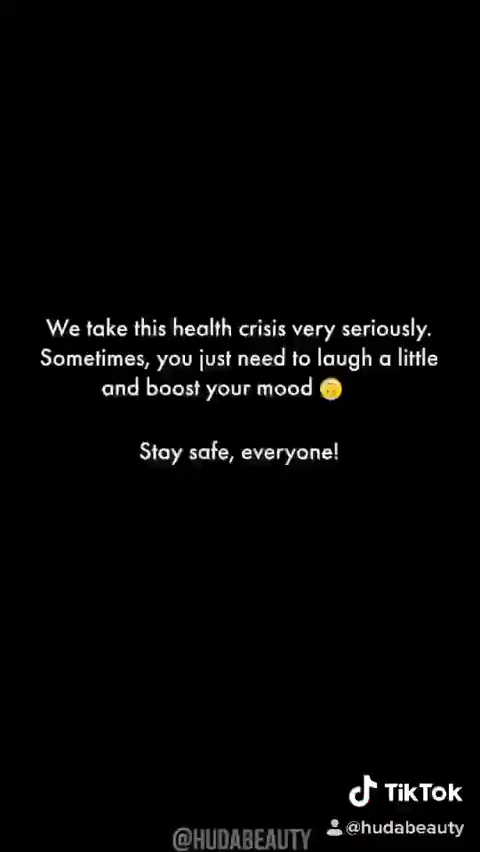 We take this health crisis very seriously.
Sometimes, you just need to laugh a little
and boost your mood 🙃
Stay safe, everyone!
TikTok
@hudabeauty
@HUDABEAUTY